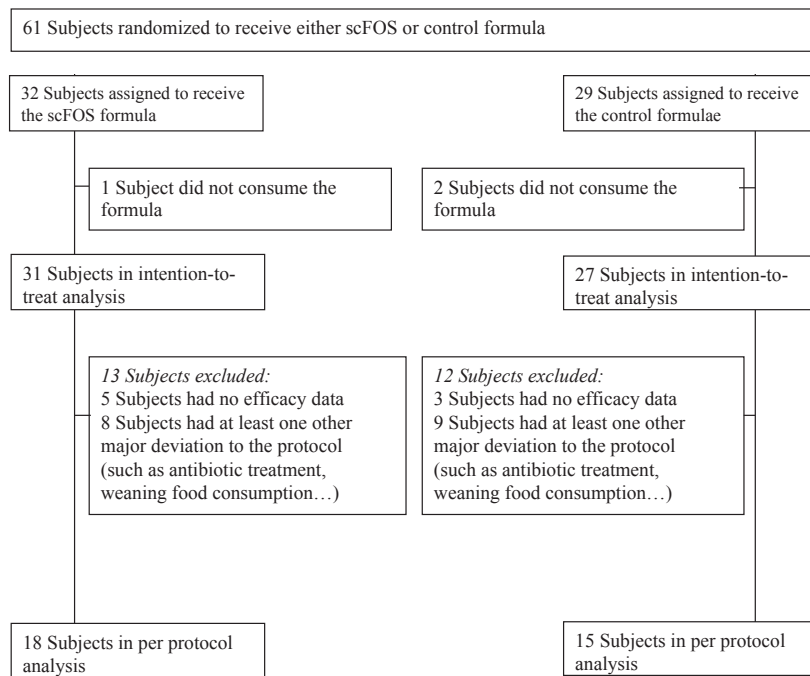 61 Subjects randomized to receive either scFOS or control formula
32 Subjects assigned to receive
the scFOS formula
29 Subjects assigned to receive
the control formulae
1 Subject did not consume the
formula
2 Subjects did not consume the
formula
31 Subjects in intention-to-
treat analysis
27 Subjects in intention-to-
treat analysis
13 Subjects excluded:
5 Subjects had no efficacy data
8 Subjects had at least one other
major deviation to the protocol
(such as antibiotic treatment,
weaning food consumption…)
12 Subjects excluded:
3 Subjects had no efficacy data
9 Subjects had at least one other
major deviation to the protocol
(such as antibiotic treatment,
weaning food consumption…)
18 Subjects in per protocol
analysis
15 Subjects in per protocol
analysis